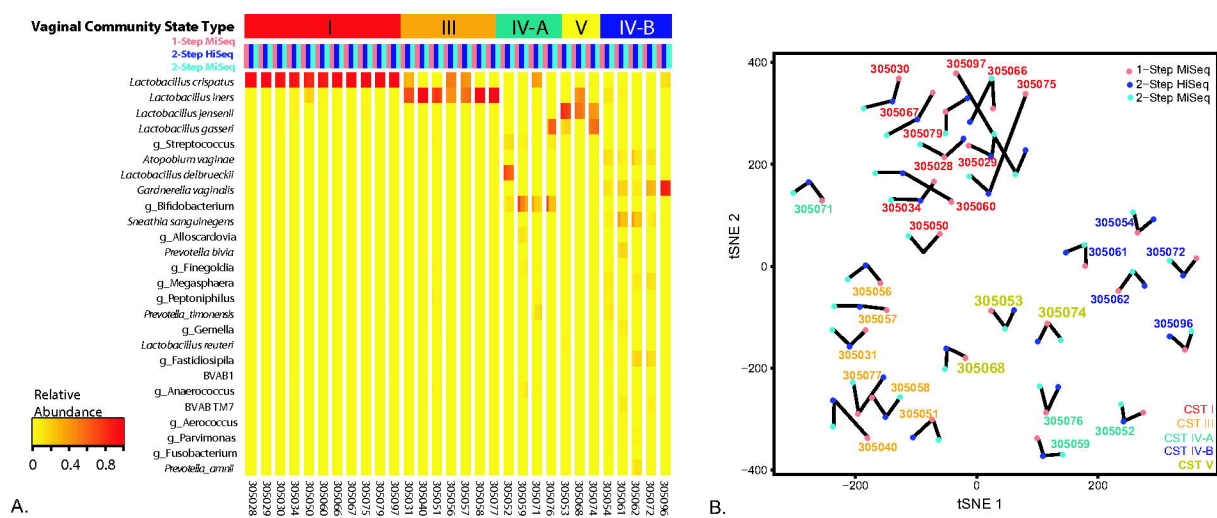 Vaginal Community State Type
I III IV-A V IV-B
1-Step MiSeq
2-Step HiSeq
2-Step MiSeq
Lactobacillus crispatus
Lactobacillus iners
Lactobacillus jensenii
Lactobacillus gasseri
g_Streptococcus
Atopobium vaginae
Lactobacillus delbrueckii
Gardnerella vaginalis
g_Bifidobacterium
Sneathia sanguinegens
g_Alloscardovia
Prevotella bivia
g_Finegoldia
g_Megasphaera
g_Peptoniphilus
Prevotella_timonensis
g_Gemella
Lactobacillus reuteri
g_Fastidiosipila
BVAB1
g_Anaerococcus
BVAB TM7
g_Aerococcus
g_Parvimonas
g_Fusobacterium
Prevotella_amnii
305028 305029 305030 305034 305050 305060 305066 305067 305075 305079 305097 305031 305040 305051 305056 305057 305058 305077 305052 305059 305071 305076 305053 305068 305074 305054 305061 305062 305072 305096
Relative
Abundance
0 0.4 0.8
A.
tSNE 2
400
200
0
−200
−400
−200 0 200
tSNE 1
1−Step MiSeq
2−Step HiSeq
2−Step MiSeq
305030
305097
305066
305075
305067
305079
305028
305029
305071
305034
305060
305050
305054
305061
305072
305062
305056
305057
305053
305074
305096
305031
305068
305077
305058
305051
305040
305076
305059
305052
CST I
CST III
CST IV-A
CST IV-B
CST V
B.